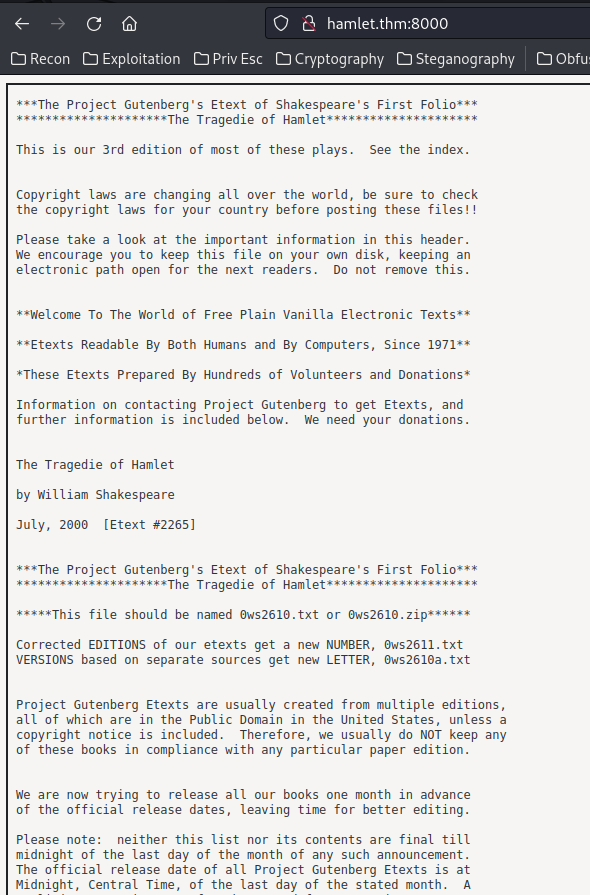 hamlet.thm:8000
Recon Exploitation Priv Esc Cryptography Steganography Obfus
***The Project Gutenberg's Etext of Shakespeare's First Folio***
*********************The Tragedie of Hamlet*********************
This is our 3rd edition of most of these plays.  See the index.
Copyright laws are changing all over the world, be sure to check
the copyright laws for your country before posting these files!!
Please take a look at the important information in this header.
We encourage you to keep this file on your own disk, keeping an
electronic path open for the next readers.  Do not remove this.
**Welcome To The World of Free Plain Vanilla Electronic Texts**
**Etexts Readable By Both Humans and By Computers, Since 1971**
*These Etexts Prepared By Hundreds of Volunteers and Donations*
Information on contacting Project Gutenberg to get Etexts, and
further information is included below.  We need your donations.
The Tragedie of Hamlet
by William Shakespeare
July, 2000  [Etext #2265]
***The Project Gutenberg's Etext of Shakespeare's First Folio***
*********************The Tragedie of Hamlet*********************
*****This file should be named 0ws2610.txt or 0ws2610.zip******
Corrected EDITIONS of our etexts get a new NUMBER, 0ws2611.txt
VERSIONS based on separate sources get new LETTER, 0ws2610a.txt
Project Gutenberg Etexts are usually created from multiple editions,
all of which are in the Public Domain in the United States, unless a
copyright notice is included.  Therefore, we usually do NOT keep any
of these books in compliance with any particular paper edition.
We are now trying to release all our books one month in advance
of the official release dates, leaving time for better editing.
Please note:  neither this list nor its contents are final till
midnight of the last day of the month of any such announcement.
The official release date of all Project Gutenberg Etexts is at
Midnight, Central Time, of the last day of the stated month.  A